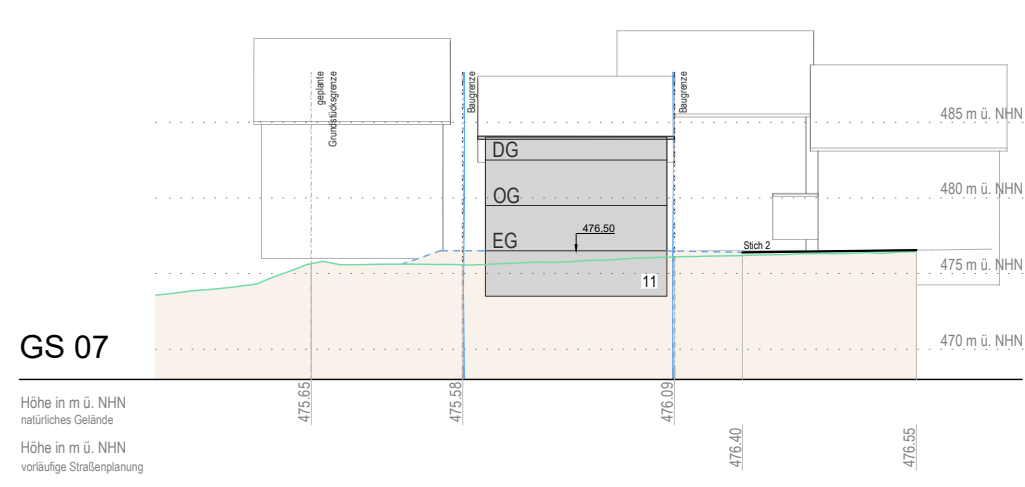 geplante
Grundstücksgrenze
Baugrenze
Baugrenze
485 m ü. NHN
DG
480 m ü. NHN
OG
476.50
EG
Stich 2
475 m ü. NHN
11
470 m ü. NHN
GS 07
Höhe in m ü. NHN
natürliches Gelände
475.65
475.58
476.09
Höhe in m ü. NHN
vorläufige Straßenplanung
476.40
476.55